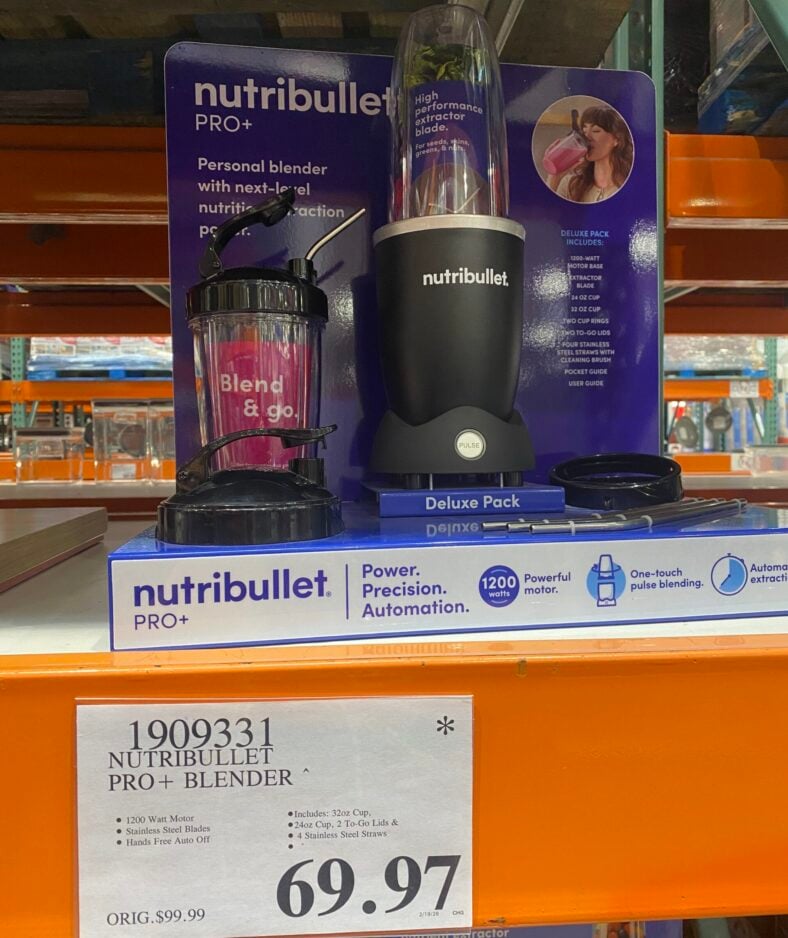 nutribullet
PRO+
Personal blender
with next-level
High
performance
extractor
blade.
For seeds, skins,
greens, & nuts.
DELUXE PACK
INCLUDES:
1200-WATT
MOTOR BASE
EXTRACTOR
BLADE
24 OZ CUP
32 OZ CUP
TWO CUP RINGS
TWO TO-GO LIDS
FOUR STAINLESS
STEEL STRAWS WITH
CLEANING BRUSH
POCKET GUIDE
USER GUIDE
nutribullet.
Blend
& go.
PULSE
Deluxe Pack
nutribullet®
PRO+
Power.
Precision.
Automation.
1200
watts
Powerful
motor.
One-touch
pulse blending.
Automa
extracti
1909331 *
NUTRIBULLET
PRO+ BLENDER ^
• 1200 Watt Motor
• Stainless Steel Blades
• Hands Free Auto Off
• Includes: 32oz Cup,
• 24oz Cup, 2 To-Go Lids &
• 4 Stainless Steel Straws
•
69.97
ORIG.$99.99